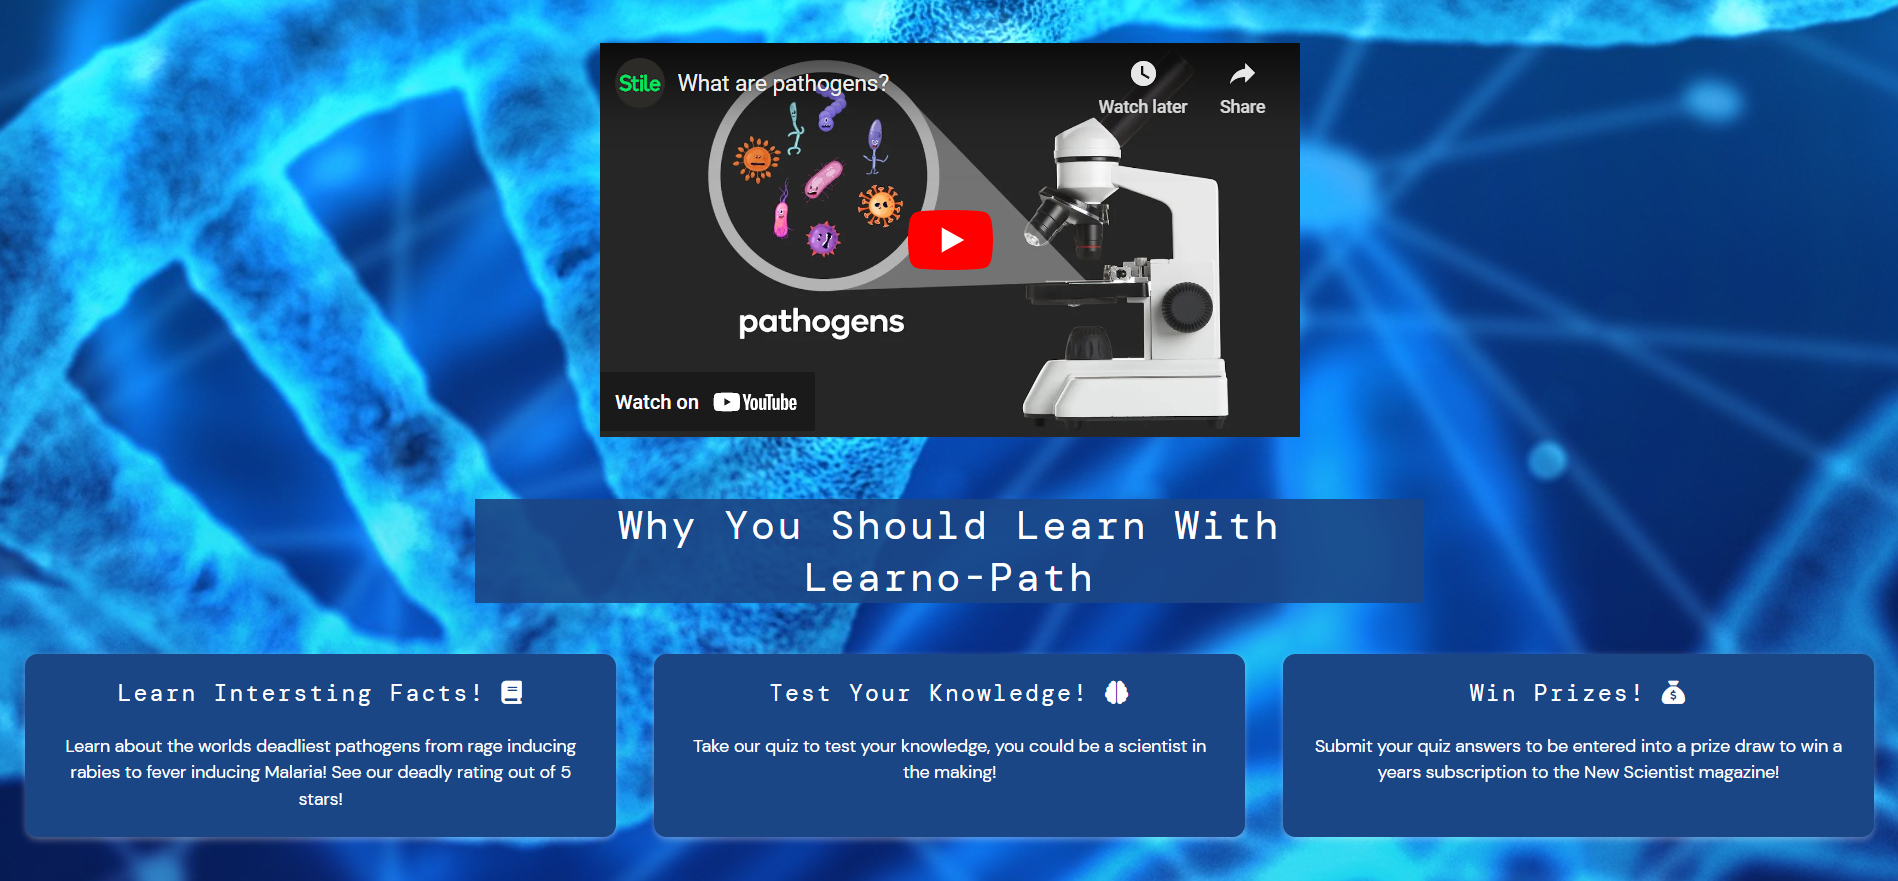 Stile What are pathogens?
Watch later Share
pathogens
Watch on YouTube
Why You Should Learn With
Learno-Path
Learn Intersting Facts!
Learn about the worlds deadliest pathogens from rage inducing
rabies to fever inducing Malaria! See our deadly rating out of 5
stars!
Test Your Knowledge!
Take our quiz to test your knowledge, you could be a scientist in
the making!
Win Prizes! $
Submit your quiz answers to be entered into a prize draw to win a
years subscription to the New Scientist magazine!